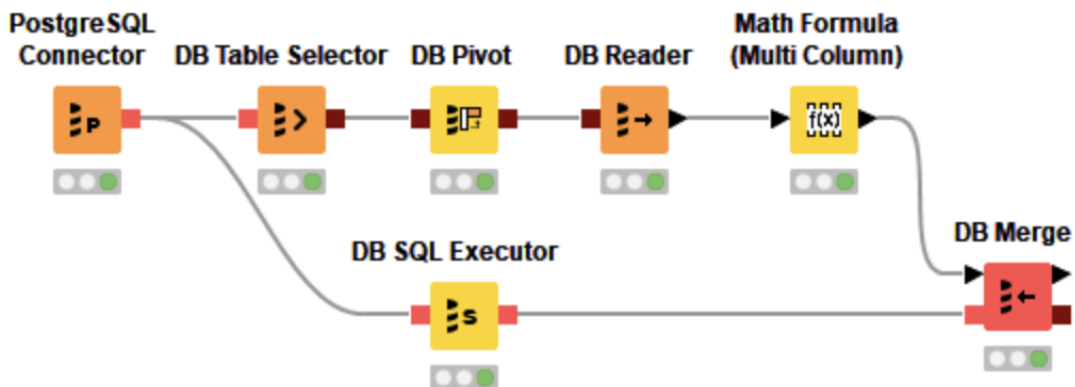 PostgreSQL
Connector
DB Table Selector
DB Pivot
DB Reader
Math Formula
(Multi Column)
P
f(x)
DB SQL Executor
DB Merge
S